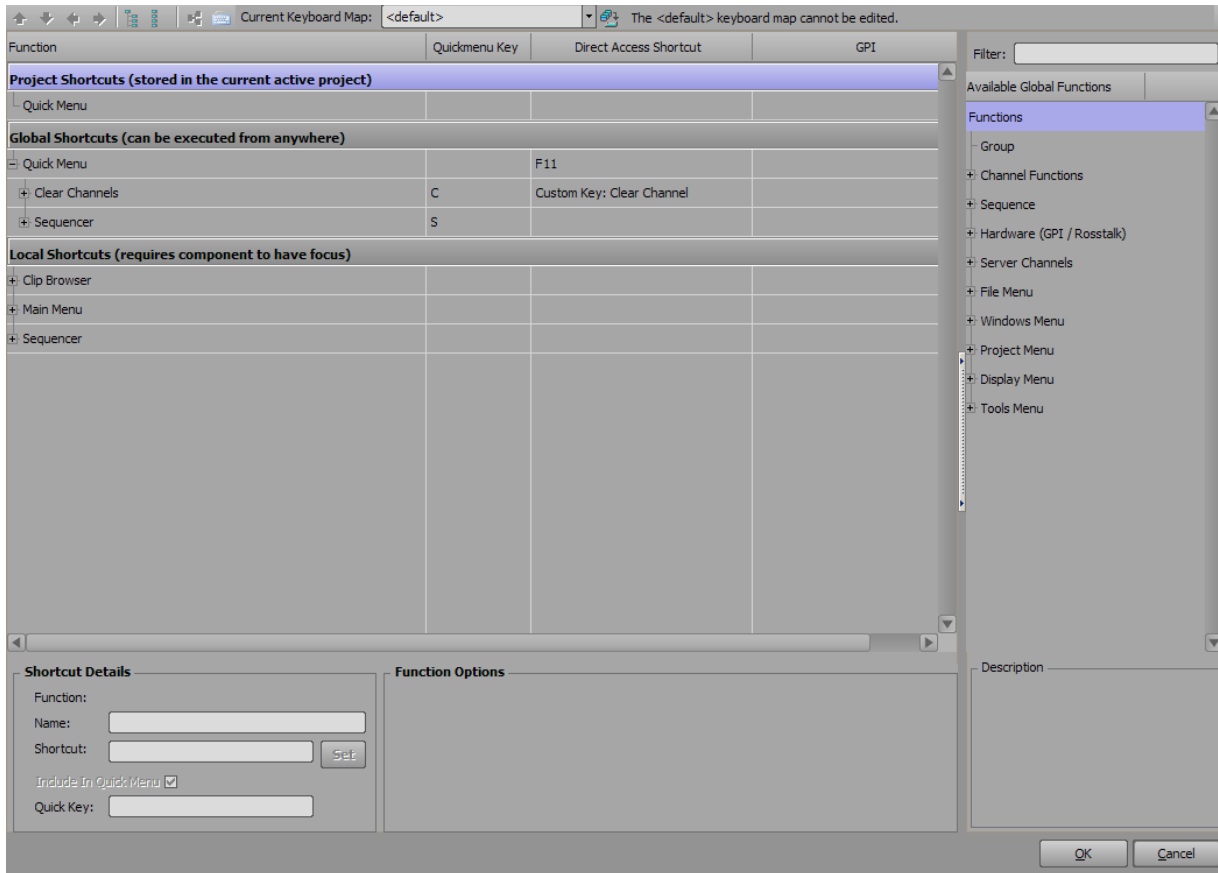 Current Keyboard Map: <default> The <default> keyboard map cannot be edited.
Function Quickmenu Key Direct Access Shortcut GPI
Filter:
Project Shortcuts (stored in the current active project)
Available Global Functions
Quick Menu
Functions
Global Shortcuts (can be executed from anywhere)
Group
Quick Menu F11
Channel Functions
Clear Channels C Custom Key: Clear Channel
Sequence
Sequencer S
Hardware (GPI / Rosstalk)
Local Shortcuts (requires component to have focus)
Server Channels
Clip Browser
File Menu
Main Menu
Windows Menu
Sequencer
Project Menu
Display Menu
Tools Menu
Shortcut Details
Function Options
Description
Function:
Name:
Shortcut: Set
Include In Quick Menu
Quick Key:
OK Cancel